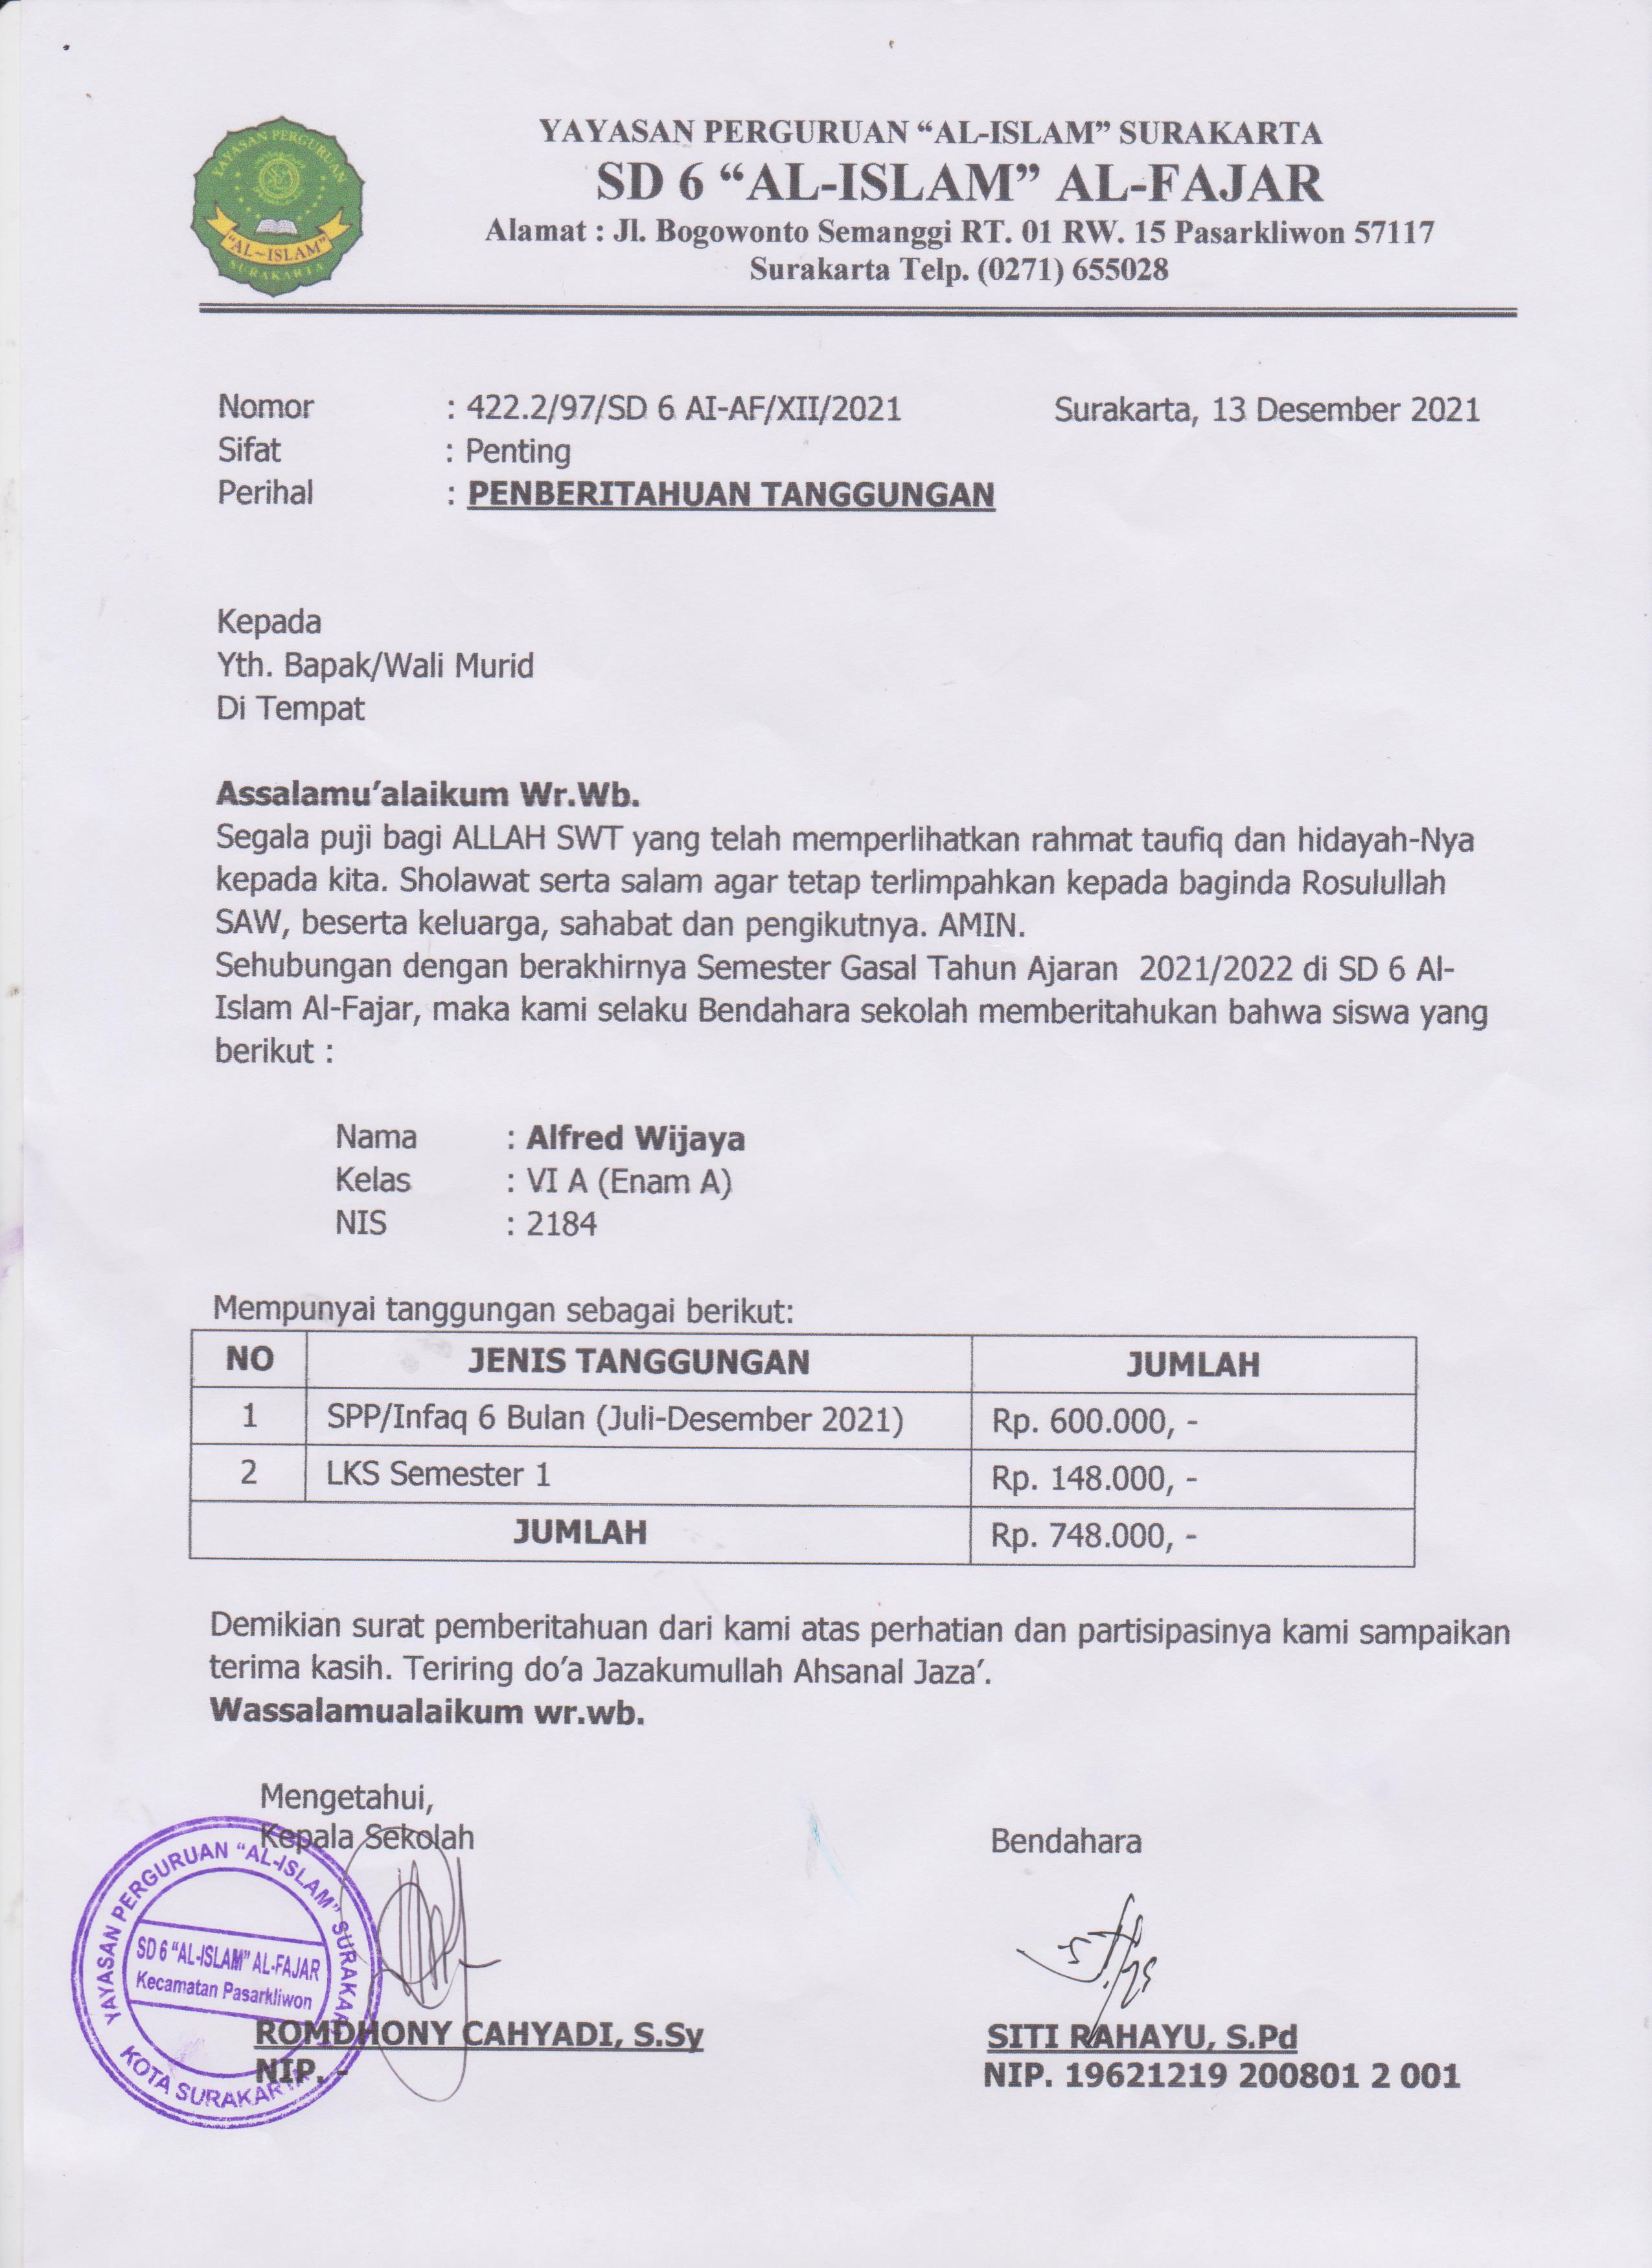 YAYASAN PERGURUAN
"AL-ISLAM"
SURAKARTA
YAYASAN PERGURUAN “AL-ISLAM” SURAKARTA
SD 6 “AL-ISLAM” AL-FAJAR
Alamat : Jl. Bogowonto Semanggi RT. 01 RW. 15 Pasarkliwon 57117
Surakarta Telp. (0271) 655028
Nomor : 422.2/97/SD 6 AI-AF/XII/2021 Surakarta, 13 Desember 2021
Sifat : Penting
Perihal : PENBERITAHUAN TANGGUNGAN
Kepada
Yth. Bapak/Wali Murid
Di Tempat
Assalamu’alaikum Wr.Wb.
Segala puji bagi ALLAH SWT yang telah memperlihatkan rahmat taufiq dan hidayah-Nya
kepada kita. Sholawat serta salam agar tetap terlimpahkan kepada baginda Rosulullah
SAW, beserta keluarga, sahabat dan pengikutnya. AMIN.
Sehubungan dengan berakhirnya Semester Gasal Tahun Ajaran 2021/2022 di SD 6 Al-
Islam Al-Fajar, maka kami selaku Bendahara sekolah memberitahukan bahwa siswa yang
berikut :
Nama : Alfred Wijaya
Kelas : VI A (Enam A)
NIS : 2184
Mempunyai tanggungan sebagai berikut:
NO JENIS TANGGUNGAN JUMLAH
1 SPP/Infaq 6 Bulan (Juli-Desember 2021) Rp. 600.000, -
2 LKS Semester 1 Rp. 148.000, -
JUMLAH Rp. 748.000, -
Demikian surat pemberitahuan dari kami atas perhatian dan partisipasinya kami sampaikan
terima kasih. Teriring do’a Jazakumullah Ahsanal Jaza’.
Wassalamualaikum wr.wb.
Mengetahui,
Kepala Sekolah Bendahara
YAYASAN PERGURUAN “AL-ISLAM” SURAKARTA
SD 6 “AL-ISLAM” AL-FAJAR
Kecamatan Pasarkliwon
KOTA SURAKARTA
ROMDHONY CAHYADI, S.Sy SITI RAHAYU, S.Pd
NIP. - NIP. 19621219 200801 2 001